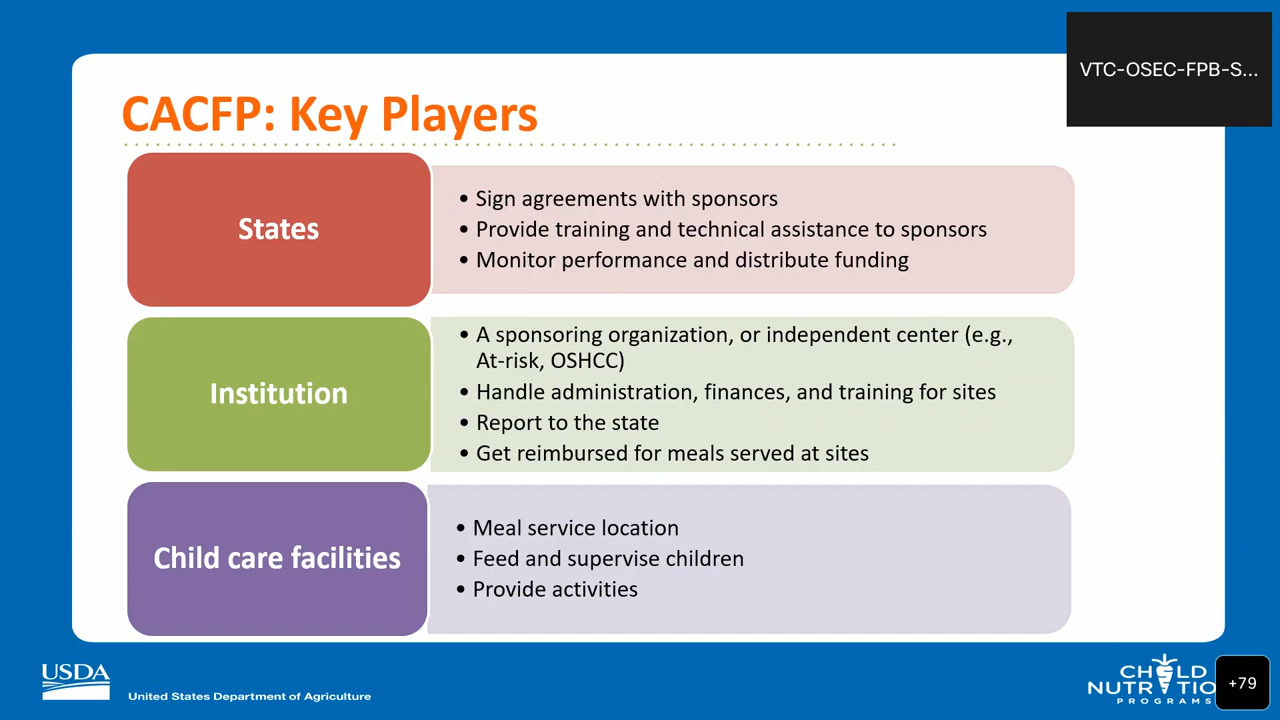 VTC-OSEC-FPB-S...
CACFP: Key Players
States
• Sign agreements with sponsors
• Provide training and technical assistance to sponsors
• Monitor performance and distribute funding
Institution
• A sponsoring organization, or independent center (e.g.,
At-risk, OSHCC)
• Handle administration, finances, and training for sites
• Report to the state
• Get reimbursed for meals served at sites
Child care facilities
• Meal service location
• Feed and supervise children
• Provide activities
USDA
United States Department of Agriculture
CHILD
NUTRITIO
PROGRAMS
+79